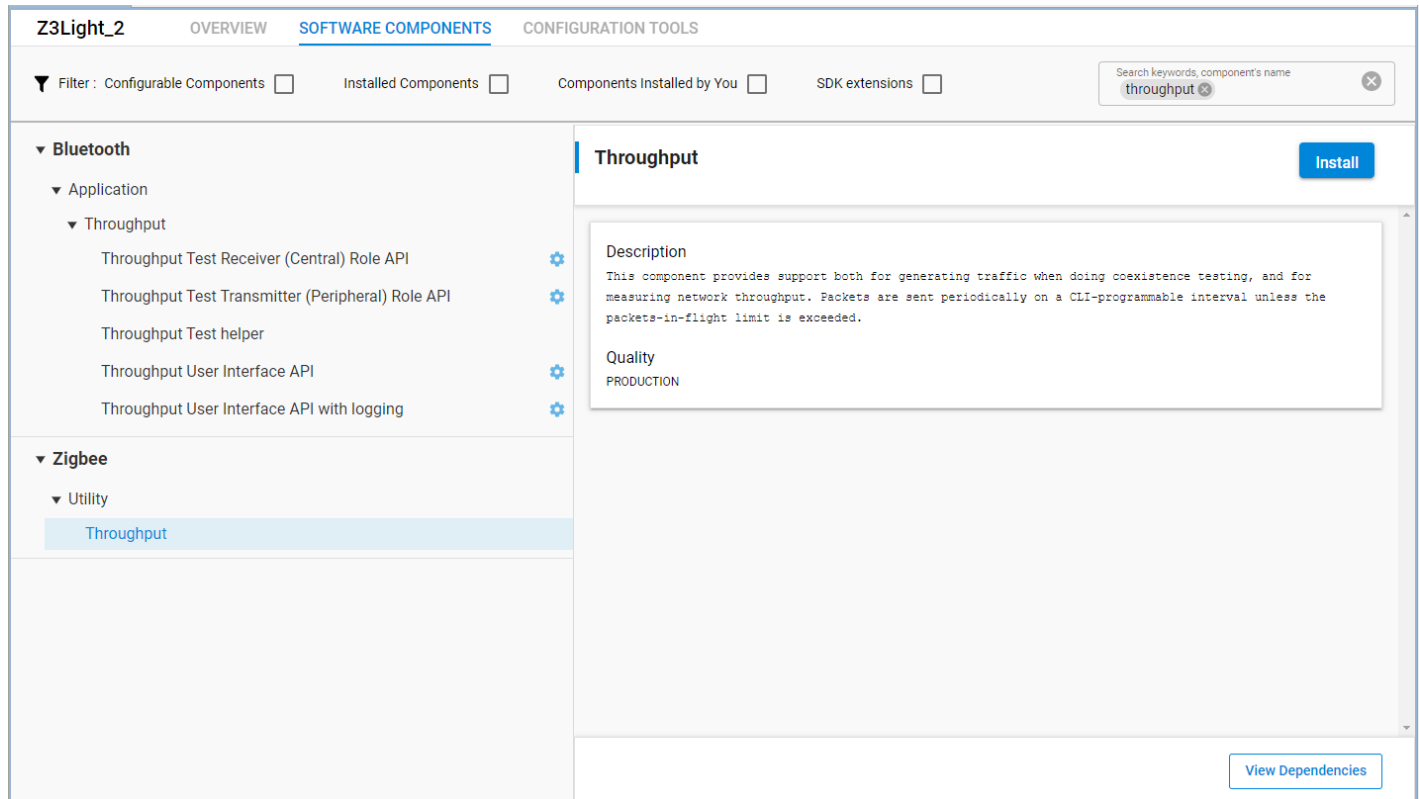 Z3Light_2 OVERVIEW SOFTWARE COMPONENTS CONFIGURATION TOOLS
Filter : Configurable Components Installed Components Components Installed by You SDK extensions
Search keywords, component's name
throughput
Bluetooth
Application
Throughput
Throughput Test Receiver (Central) Role API
Throughput Test Transmitter (Peripheral) Role API
Throughput Test helper
Throughput User Interface API
Throughput User Interface API with logging
Zigbee
Utility
Throughput
Throughput
Install
Description
This component provides support both for generating traffic when doing coexistence testing, and for
measuring network throughput. Packets are sent periodically on a CLI-programmable interval unless the
packets-in-flight limit is exceeded.
Quality
PRODUCTION
View Dependencies